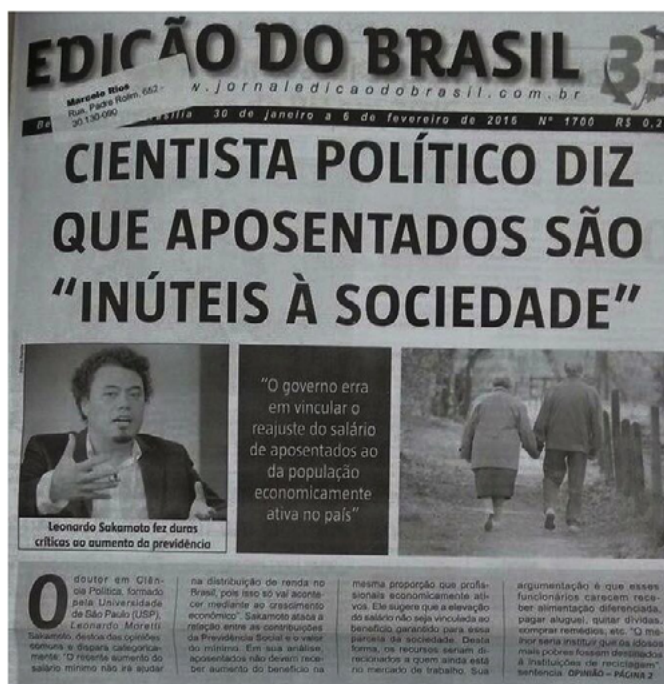 EDIÇÃO DO BRASIL 33
w.jornaledicaodobrasil.com.br
Marcelo Rios
Rua, Padre Rolim, 652 -
30.130-090
30 de janeiro a 6 de fevereiro de 2016 Nº 1700 R$ 0,2
CIENTISTA POLÍTICO DIZ
QUE APOSENTADOS SÃO
“INÚTEIS À SOCIEDADE”
"O governo erra
em vincular o
reajuste do salário
de aposentados ao
da população
economicamente
ativa no país"
Leonardo Sakamoto fez duras
críticas ao aumento da previdência
O doutor em Ciên-
cia Política, formado
pela Universidade
de São Paulo (USP),
Leonardo Moretti
Sakamoto, destoa das opiniões
comuns e dispara categorica-
mente: "O recente aumento do
salário mínimo não irá ajudar
na distribuição de renda no
Brasil, pois isso só vai aconte-
cer mediante ao crescimento
econômico". Sakamoto ataca a
relação entre as contribuições
da Previdência Social e o valor
do mínimo. Em sua análise,
aposentados não devem rece-
ber aumento do benefício na
mesma proporção que profis-
sionais economicamente ati-
vos. Ele sugere que a elevação
do salário não seja vinculada ao
benefício garantido para essa
parcela da sociedade. Desta
forma, os recursos seriam di-
recionados a quem ainda está
no mercado de trabalho. Sua
argumentação é que esses
funcionários carecem rece-
ber alimentação diferenciada,
pagar aluguel, quitar dívidas,
comprar remédios, etc. "O me-
lhor seria instituir que os idosos
mais pobres fossem destinados
à instituições de reciclagem"
sentencia. OPINIÃO – PÁGINA 2